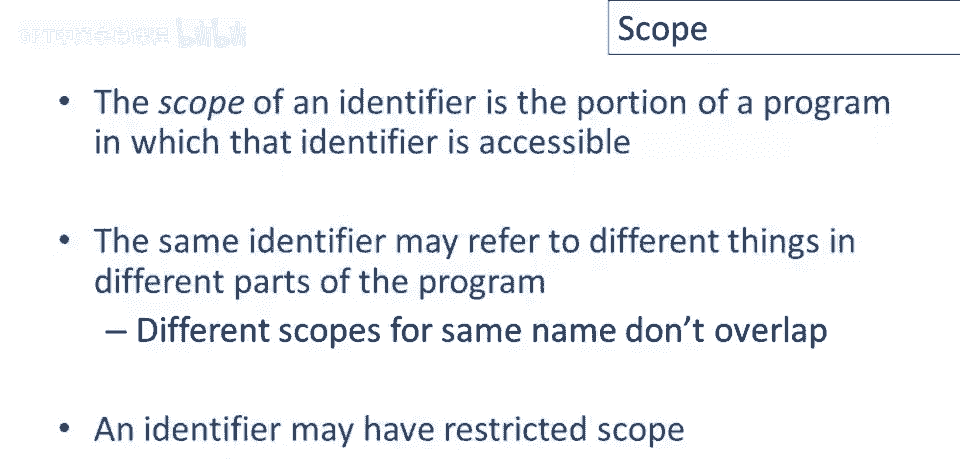 Scope
• The scope of an identifier is the portion of a program
in which that identifier is accessible
• The same identifier may refer to different things in
different parts of the program
– Different scopes for same name don’t overlap
• An identifier may have restricted scope